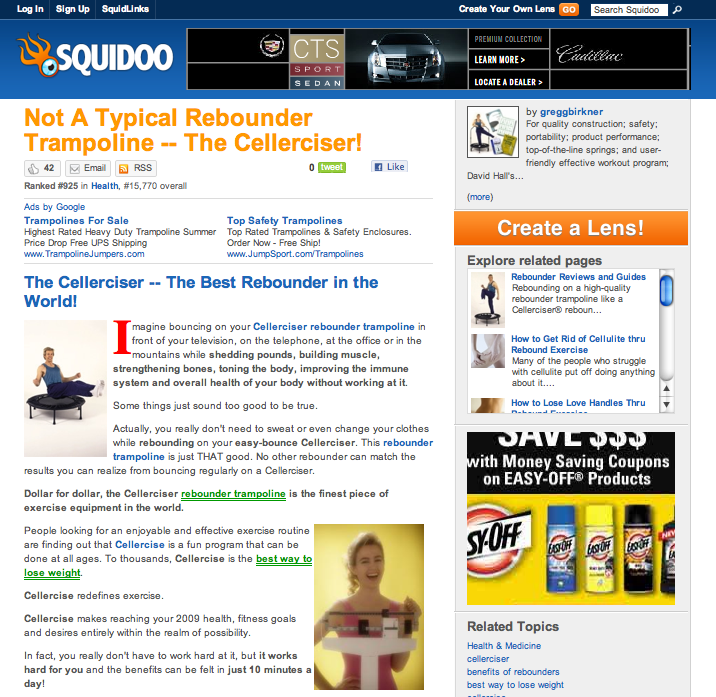 Log In Sign Up SquidLinks
Create Your Own Lens GO Search Squidoo
SQUIDOO
CTS
SPORT
SEDAN
PREMIUM COLLECTION
LEARN MORE >
LOCATE A DEALER >
Cadillac
Not A Typical Rebounder
Trampoline -- The Cellerciser!
42 Email RSS
0 tweet Like
Ranked #925 in Health, #15,770 overall
Ads by Google
Trampolines For Sale
Highest Rated Heavy Duty Trampoline Summer
Price Drop Free UPS Shipping
www.TrampolineJumpers.com
Top Safety Trampolines
Top Rated Trampolines & Safety Enclosures.
Order Now - Free Ship!
www.JumpSport.com/Trampolines
The Cellerciser -- The Best Rebounder in the
World!
Imagine bouncing on your Cellerciser rebounder trampoline in
front of your television, on the telephone, at the office or in the
mountains while shedding pounds, building muscle,
strengthening bones, toning the body, improving the immune
system and overall health of your body without working at it.
Some things just sound too good to be true.
Actually, you really don't need to sweat or even change your clothes
while rebounding on your easy-bounce Cellerciser. This rebounder
trampoline is just THAT good. No other rebounder can match the
results you can realize from bouncing regularly on a Cellerciser.
Dollar for dollar, the Cellerciser rebounder trampoline is the finest piece of
exercise equipment in the world.
People looking for an enjoyable and effective exercise routine
are finding out that Cellercise is a fun program that can be
done at all ages. To thousands, Cellercise is the best way to
lose weight.
Cellercise redefines exercise.
Cellercise makes reaching your 2009 health, fitness goals
and desires entirely within the realm of possibility.
In fact, you really don't have to work hard at it, but it works
hard for you and the benefits can be felt in just 10 minutes a
day!
by greggbirkner
For quality construction; safety;
portability; product performance;
top-of-the-line springs; and user-
friendly effective workout program;
David Hall's...
(more)
Create a Lens!
Explore related pages
Rebounder Reviews and Guides
Rebounding on a high-quality
rebounder trampoline like a
Cellerciser® reboun...
How to Get Rid of Cellulite thru
Rebound Exercise
Many of the people who struggle
with cellulite put off doing anything
about it....
How to Lose Love Handles Thru
Rebound Exercise
SAVE $$$
with Money Saving Coupons
on EASY-OFF® Products
SY-OFF
EASY-OFF
EASY-OFF
EASY-OFF
Related Topics
Health & Medicine
cellerciser
benefits of rebounders
best way to lose weight